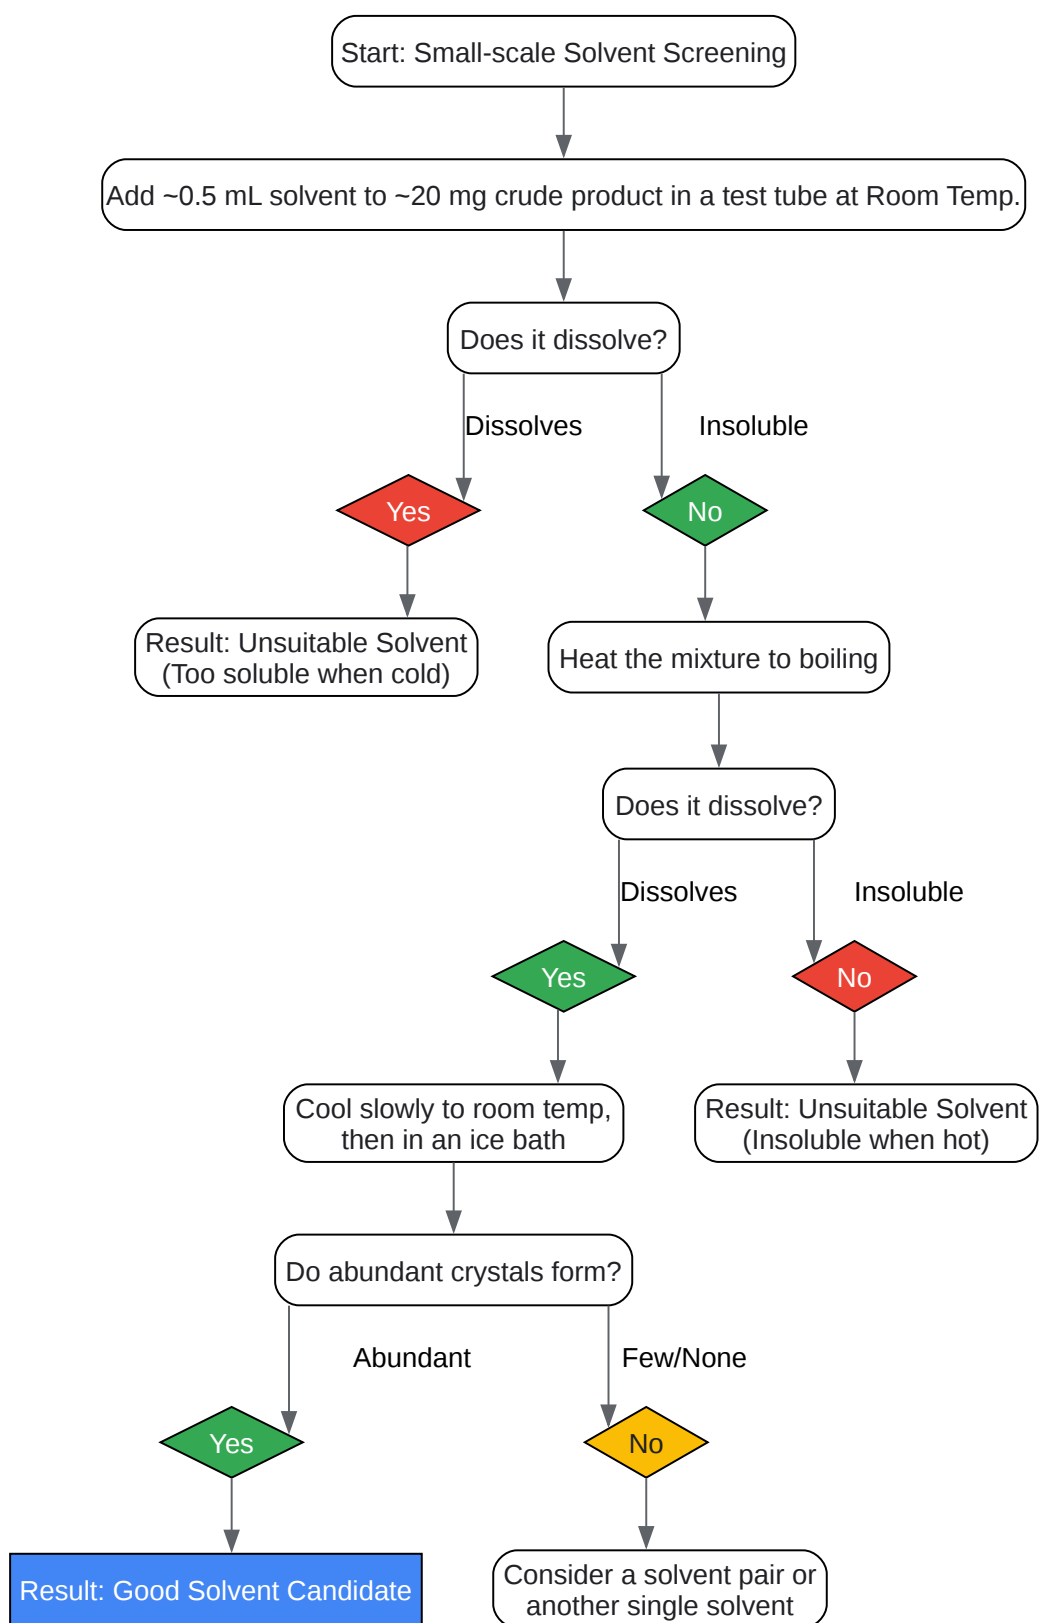 Start: Small-scale Solvent Screening
Add ~0.5 mL solvent to ~20 mg crude product in a test tube at Room Temp.
Does it dissolve?
Dissolves
Insoluble
Yes
No
Result: Unsuitable Solvent
(Too soluble when cold)
Heat the mixture to boiling
Does it dissolve?
Dissolves
Insoluble
Yes
No
Cool slowly to room temp,
then in an ice bath
Result: Unsuitable Solvent
(Insoluble when hot)
Do abundant crystals form?
Abundant
Few/None
Yes
No
Result: Good Solvent Candidate
Consider a solvent pair or
another single solvent